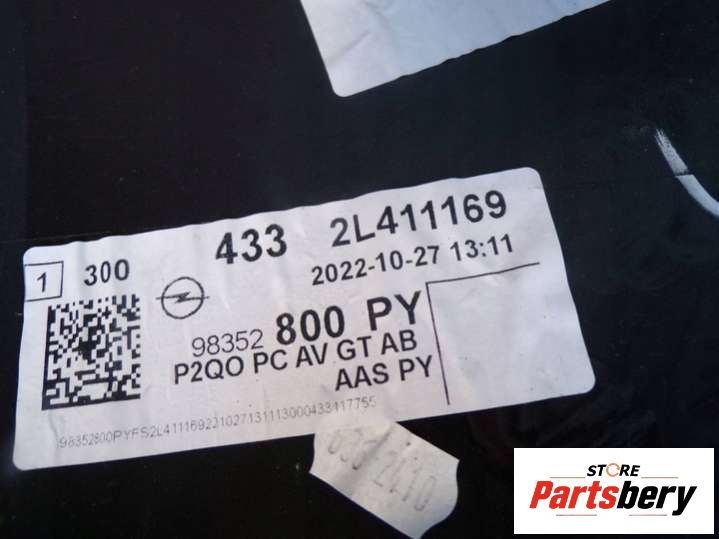 433 2L411169
1 300 2022-10-27 13:11
98352 800 PY
P2QO PC AV GT AB
AAS PY
STORE
Partsbery